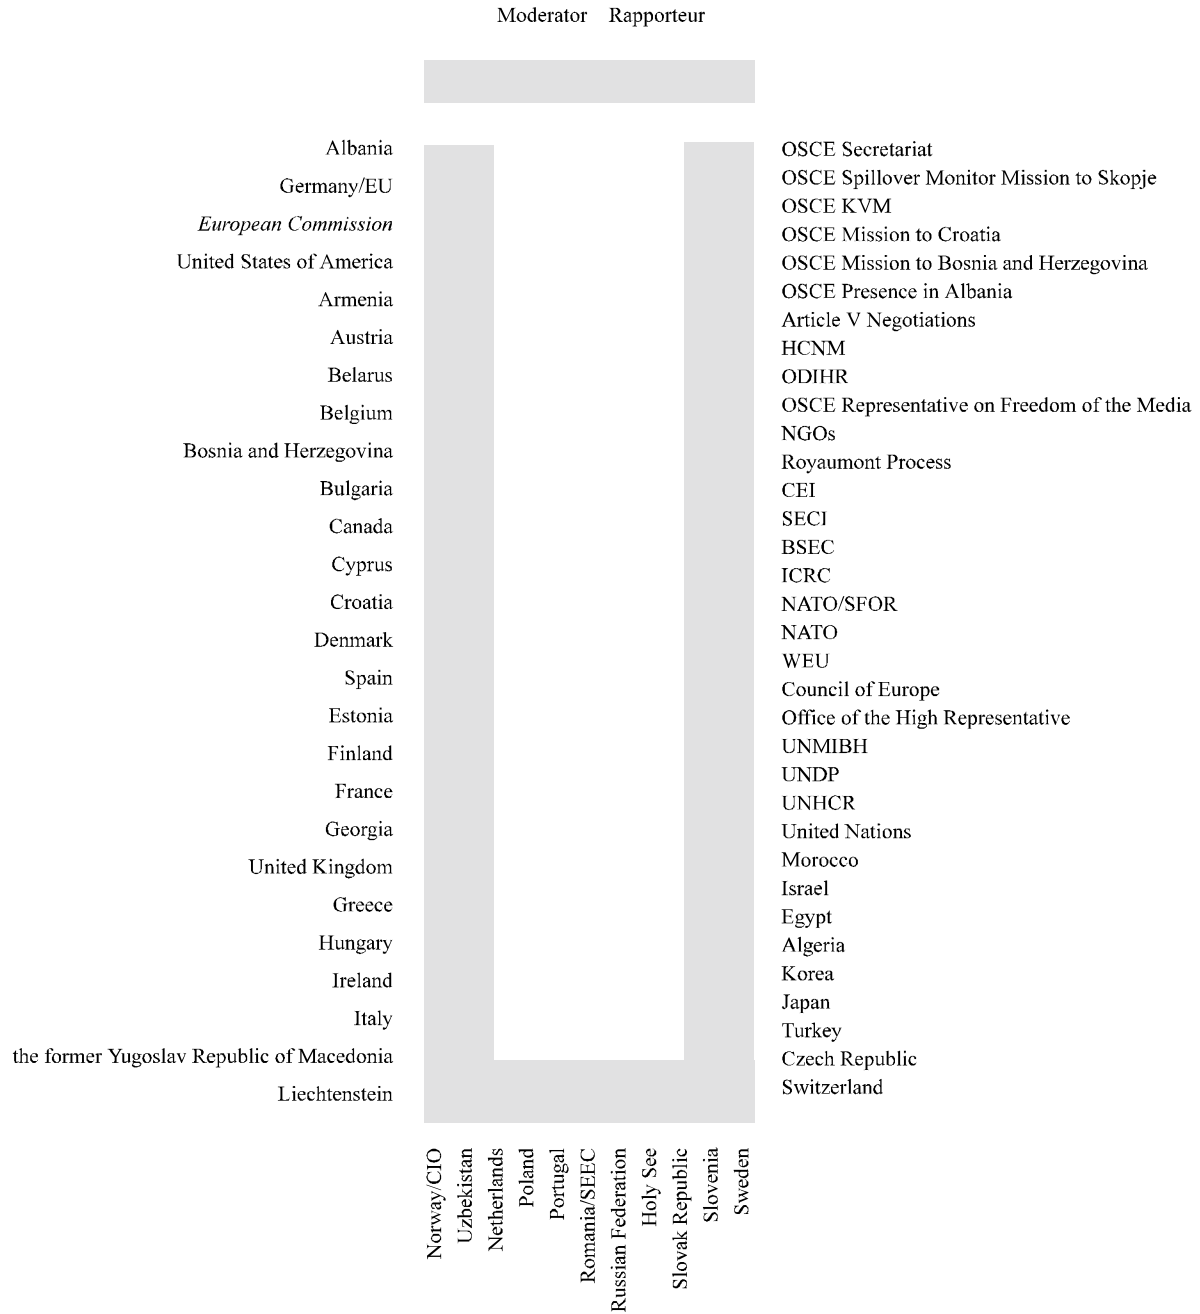 Moderator Rapporteur
Albania
Germany/EU
European Commission
United States of America
Armenia
Austria
Belarus
Belgium
Bosnia and Herzegovina
Bulgaria
Canada
Cyprus
Croatia
Denmark
Spain
Estonia
Finland
France
Georgia
United Kingdom
Greece
Hungary
Ireland
Italy
the former Yugoslav Republic of Macedonia
Liechtenstein
OSCE Secretariat
OSCE Spillover Monitor Mission to Skopje
OSCE KVM
OSCE Mission to Croatia
OSCE Mission to Bosnia and Herzegovina
OSCE Presence in Albania
Article V Negotiations
HCNM
ODIHR
OSCE Representative on Freedom of the Media
NGOs
Royaumont Process
CEI
SECI
BSEC
ICRC
NATO/SFOR
NATO
WEU
Council of Europe
Office of the High Representative
UNMIBH
UNDP
UNHCR
United Nations
Morocco
Israel
Egypt
Algeria
Korea
Japan
Turkey
Czech Republic
Switzerland
Norway/CIO
Uzbekistan
Netherlands
Poland
Portugal
Romania/SEEC
Russian Federation
Holy See
Slovak Republic
Slovenia
Sweden